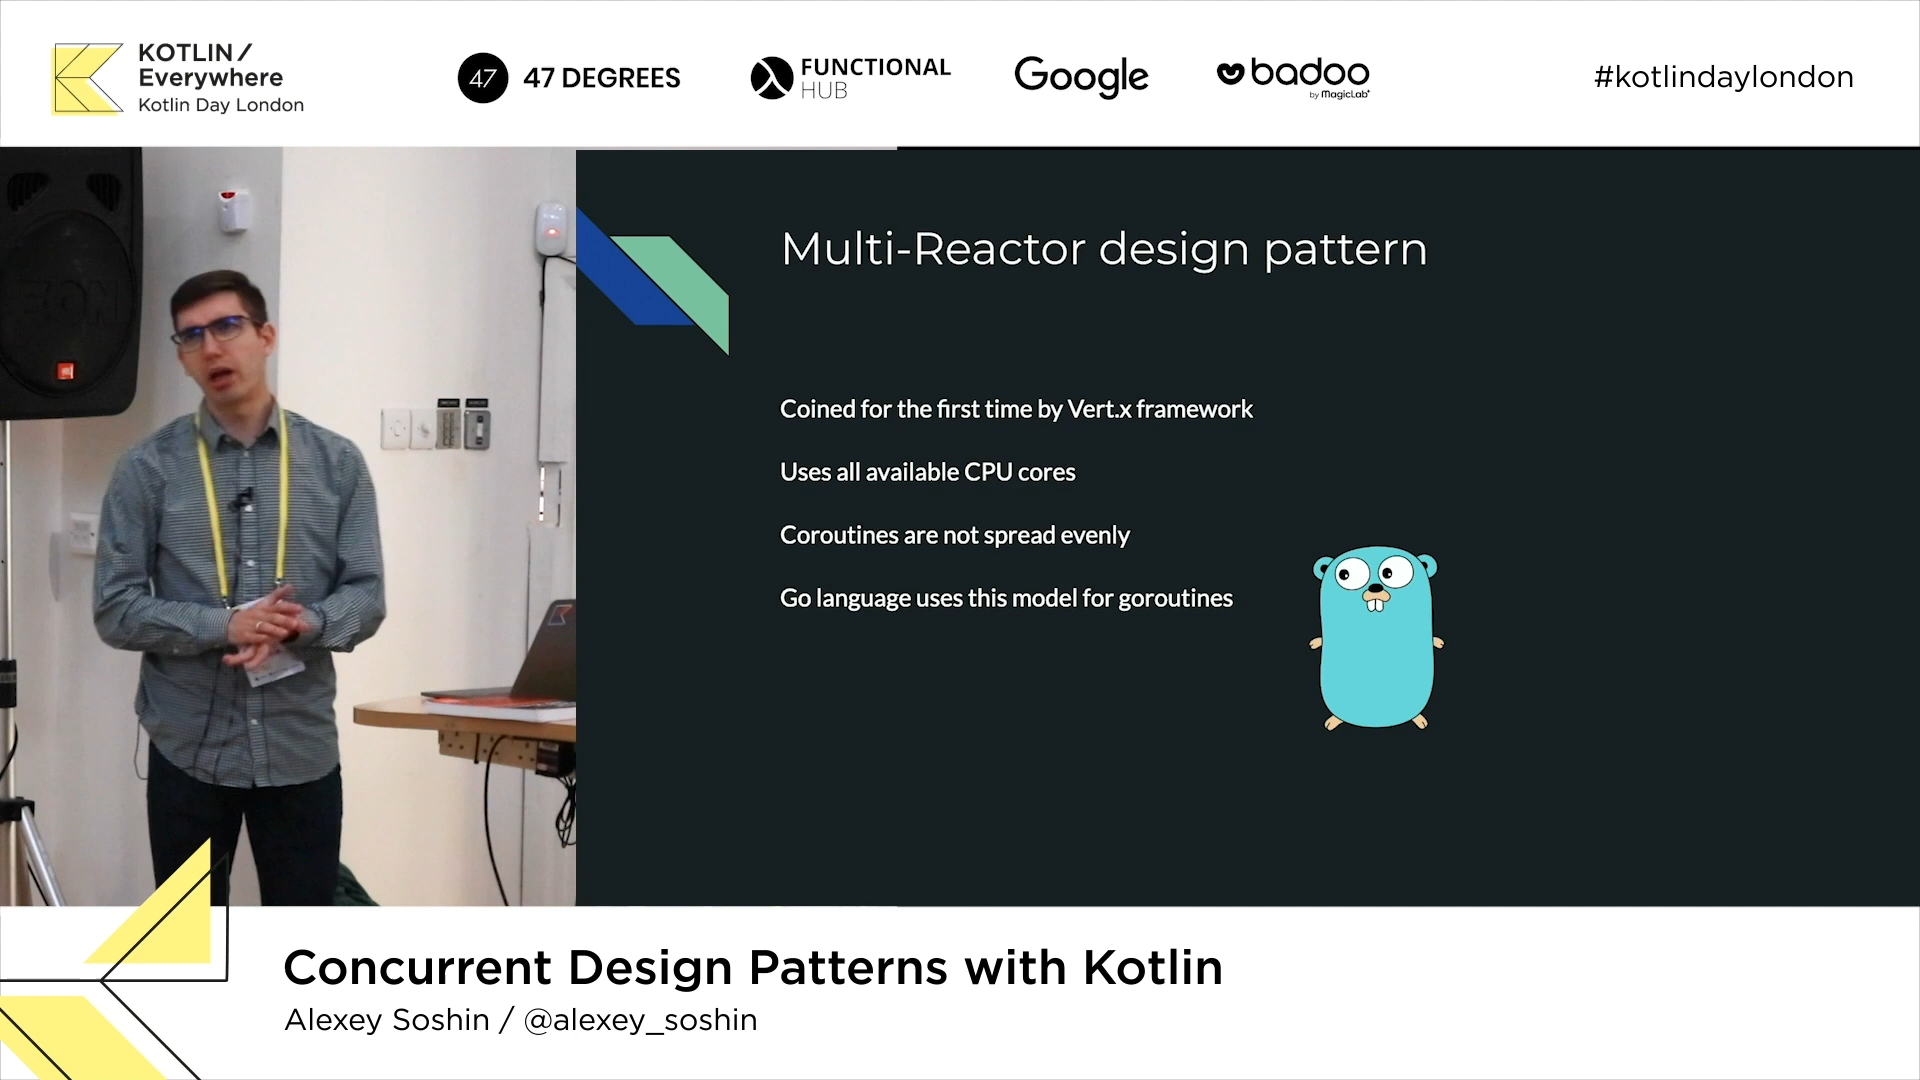 KOTLIN /
Everywhere
Kotlin Day London
47 47 DEGREES
FUNCTIONAL
HUB
Google
badoo
by MagicLab
#kotlindaylondon
Multi-Reactor design pattern
Coined for the first time by Vert.x framework
Uses all available CPU cores
Coroutines are not spread evenly
Go language uses this model for goroutines
Concurrent Design Patterns with Kotlin
Alexey Soshin / @alexey_soshin